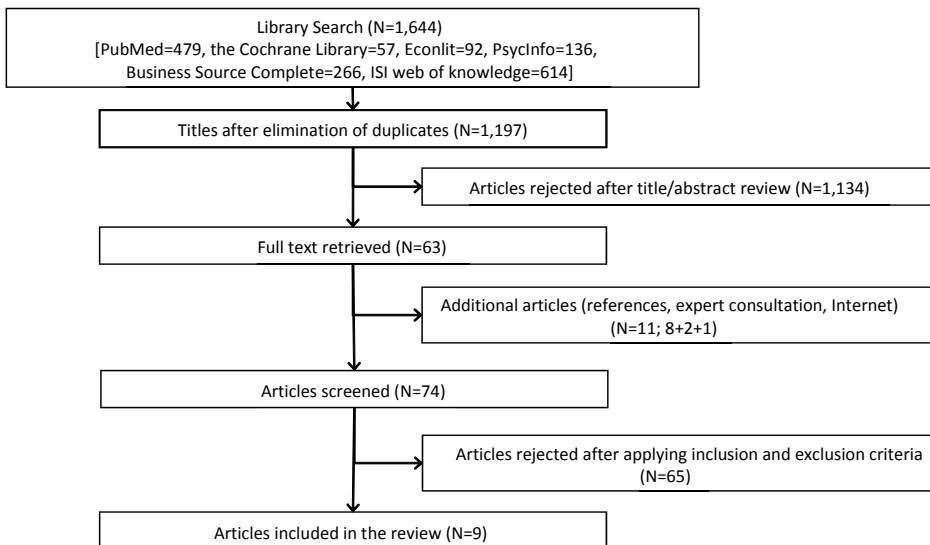 Library Search (N=1,644)
[PubMed=479, the Cochrane Library=57, Econlit=92, PsycInfo=136,
Business Source Complete=266, ISI web of knowledge=614]
Titles after elimination of duplicates (N=1,197)
Articles rejected after title/abstract review (N=1,134)
Full text retrieved (N=63)
Additional articles (references, expert consultation, Internet)
(N=11; 8+2+1)
Articles screened (N=74)
Articles rejected after applying inclusion and exclusion criteria
(N=65)
Articles included in the review (N=9)